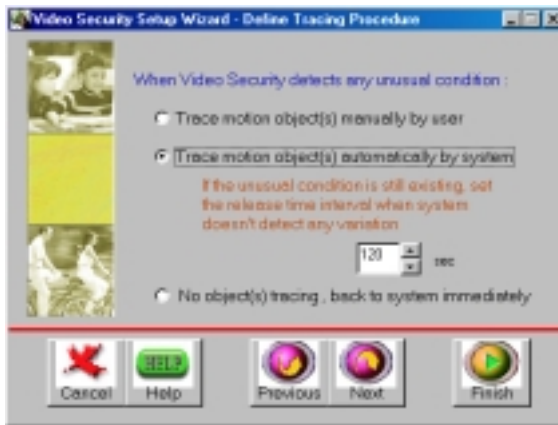 Video Security Setup Wizard - Define Tracing Procedure
When Video Security detects any unusual condition :
Trace motion object(s) manually by user
Trace motion object(s) automatically by system
If the unusual condition is still existing, set
the release time interval when system
doesn't detect any variation
120 sec
No object(s) tracing , back to system immediately
HELP
Cancel Help Previous Next Finish